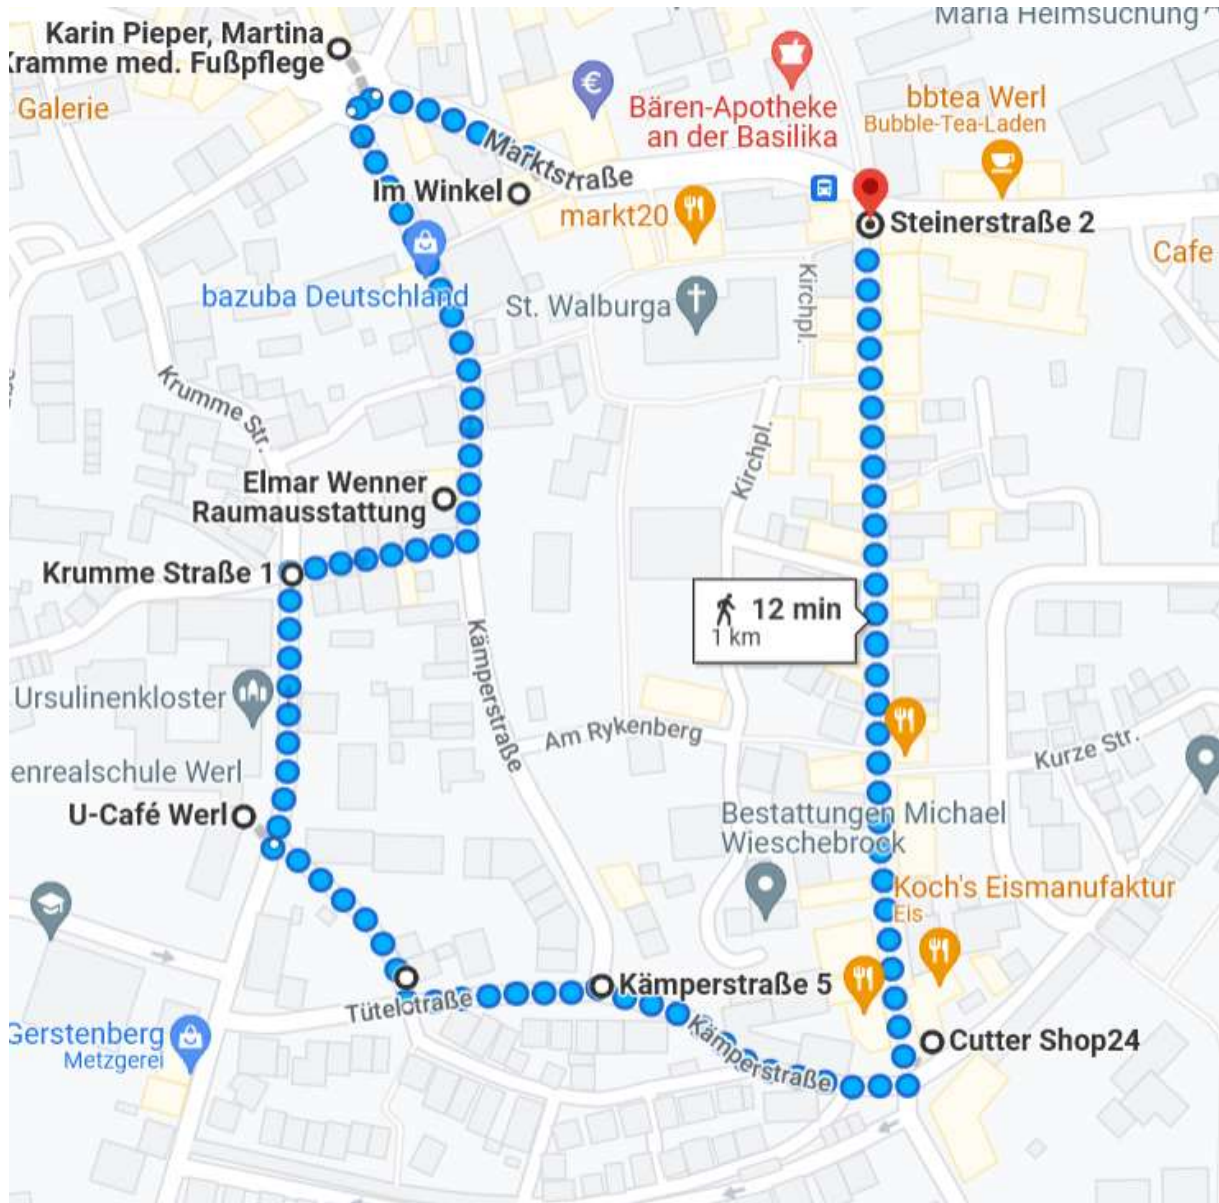 Maria Heimsuchung
Karin Pieper, Martina
Kramme med. Fußpflege
Galerie
€
Bären-Apotheke
an der Basilika
bbtea Werl
Bubble-Tea-Laden
Marktstraße
Im Winkel
markt20
Steinerstraße 2
Cafe
bazuba Deutschland
St. Walburga
Kirchpl.
Krumme Str.
Kirchpl.
Elmar Wenner
Raumausstattung
Krumme Straße 1
12 min
1 km
Kämperstraße
Ursulinenkloster
Am Rykenberg
Kurze Str.
enrealschule Werl
U-Café Werl
Bestattungen Michael
Wieschebrock
Koch's Eismanufaktur
Eis
Kämperstraße 5
Tütelstraße
Gerstenberg
Metzgerei
Kämperstraße
Cutter Shop24